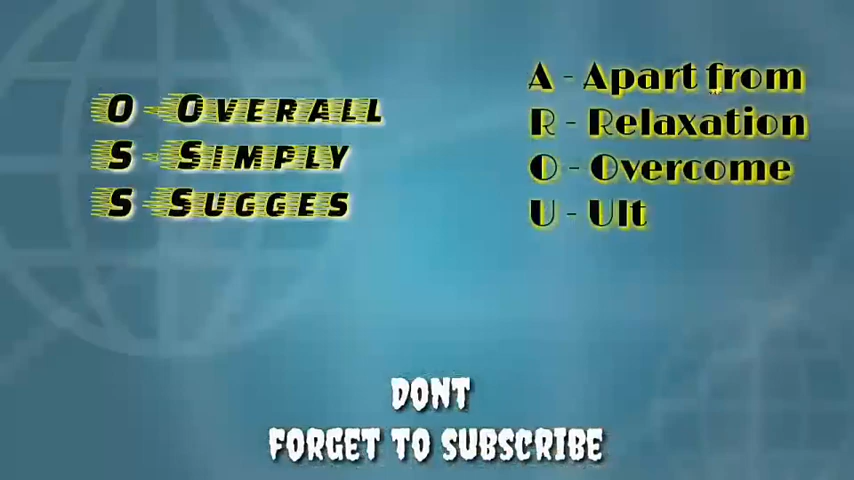 O - Overall
S - Simply
S - Sugges
A - Apart from
R - Relaxation
O - Overcome
U - Ult
DONT
FORGET TO SUBSCRIBE